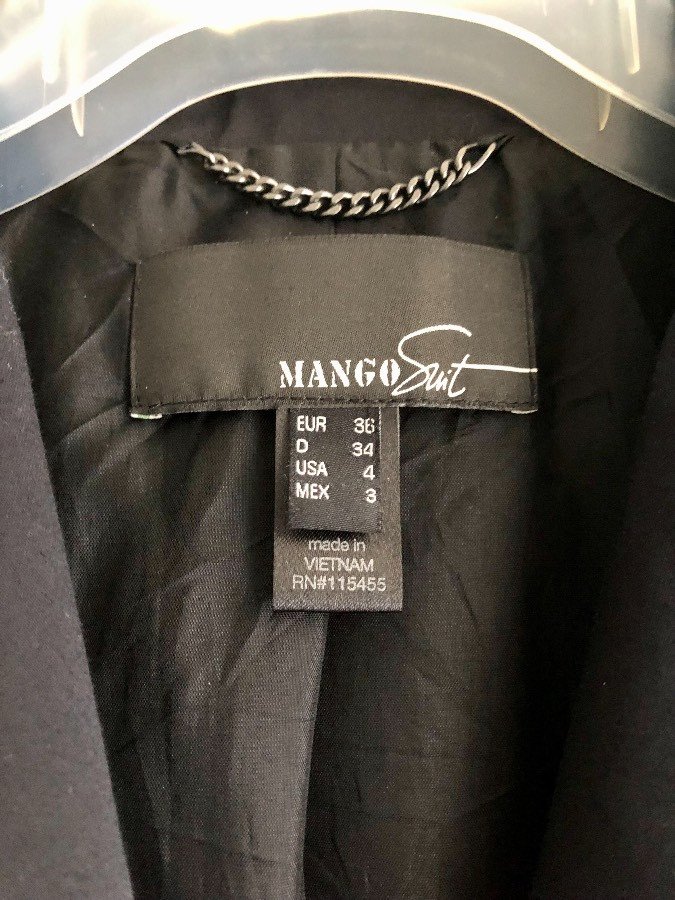 MANGO Suit
EUR 36
D 34
USA 4
MEX 3
made in
VIETNAM
RN#115455